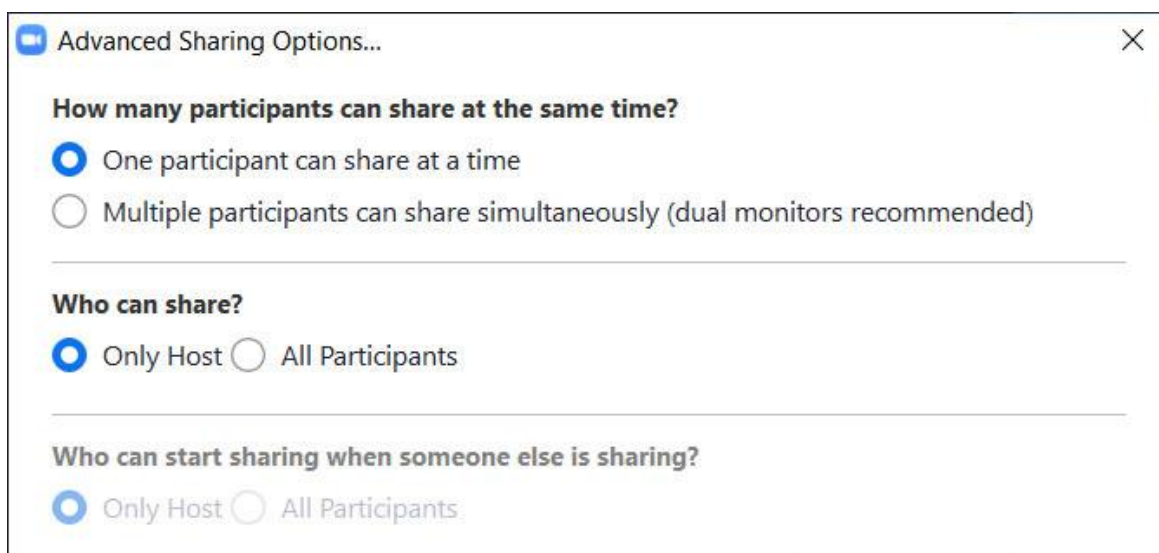 Advanced Sharing Options...
How many participants can share at the same time?
One participant can share at a time
Multiple participants can share simultaneously (dual monitors recommended)
Who can share?
Only Host All Participants
Who can start sharing when someone else is sharing?
Only Host All Participants